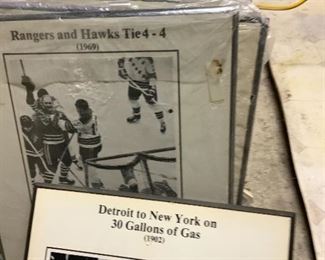 Rangers and Hawks Tie 4 - 4
(1969)
Detroit to New York on
30 Gallons of Gas
(1902)